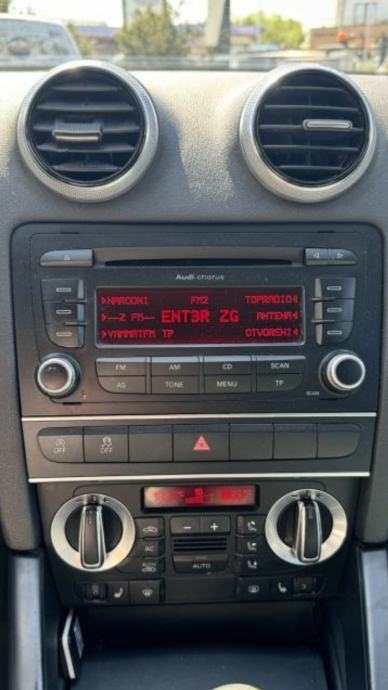 Audi chorus
NARODNI FM2 TOPRADIO
--Z FM-- ENT3R ZG ANTENA
YAMMATFM TP OTVORENI
FM AM CD SCAN
AS TONE MENU TP
SCAN
OFF OFF
AC
AUTO